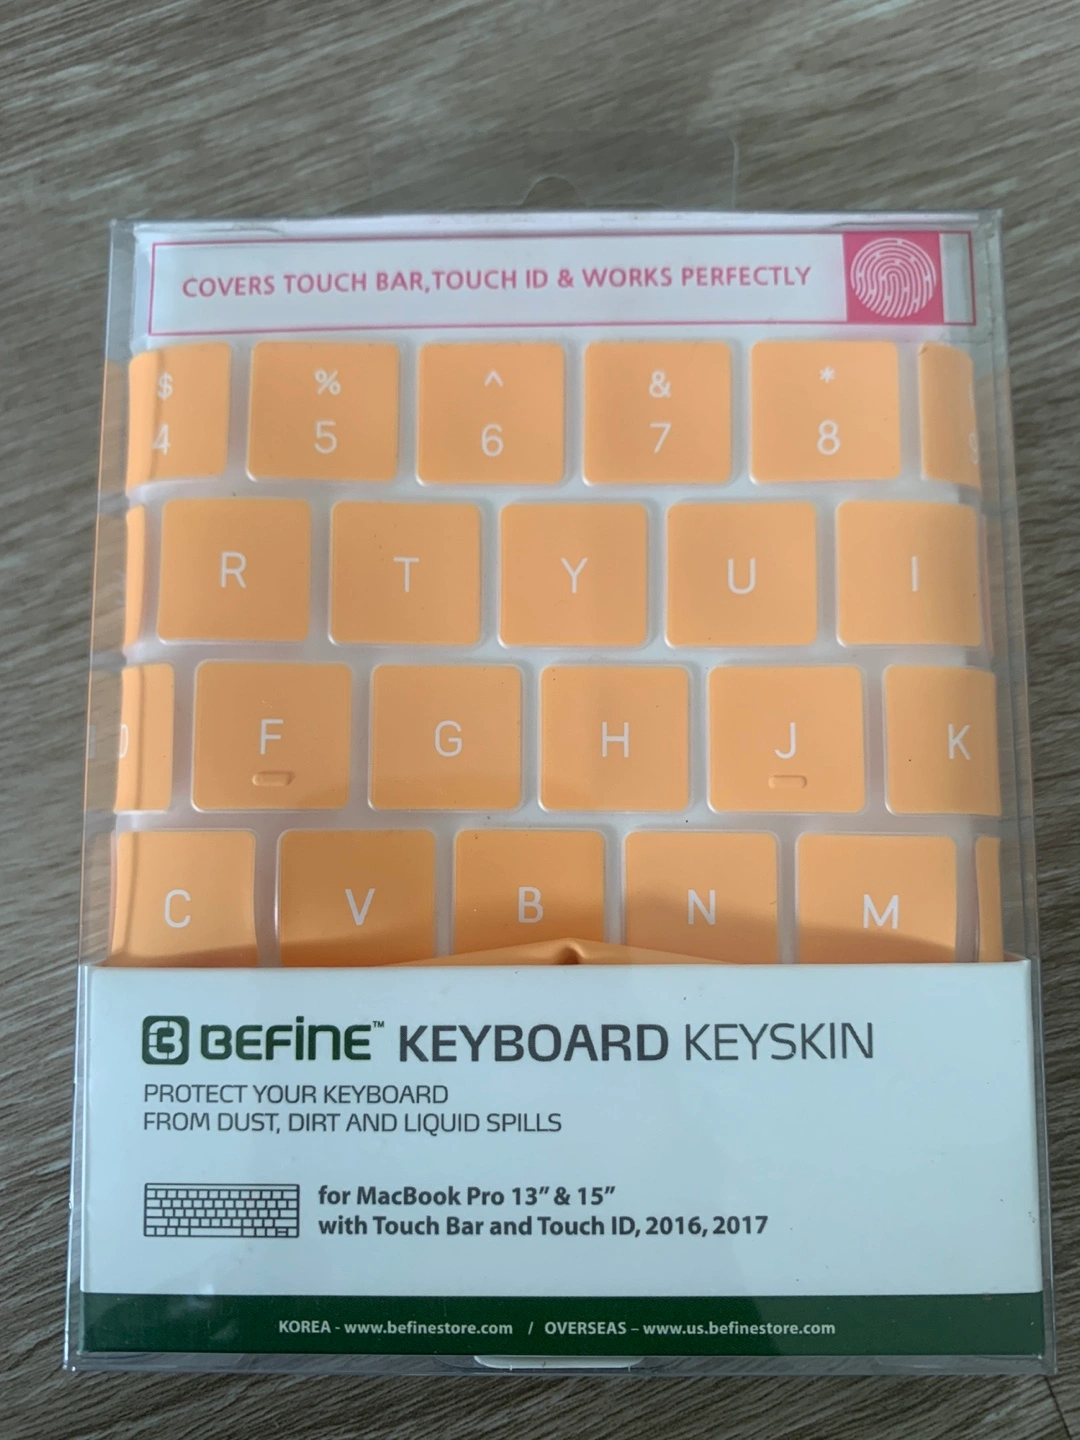 COVERS TOUCH BAR,TOUCH ID & WORKS PERFECTLY
$ % ^ & *
4 5 6 7 8 9
R T Y U I
D F G H J K
C V B N M
BEFINE™ KEYBOARD KEYSKIN
PROTECT YOUR KEYBOARD
FROM DUST, DIRT AND LIQUID SPILLS
for MacBook Pro 13” & 15”
with Touch Bar and Touch ID, 2016, 2017
KOREA - www.befinestore.com / OVERSEAS – www.us.befinestore.com